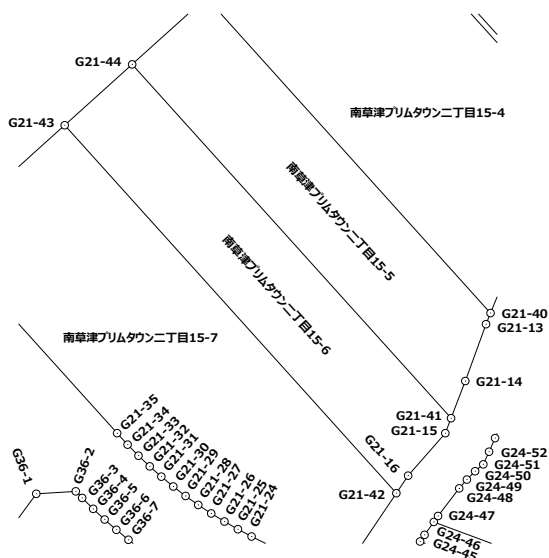 G21-44
G21-43
南草津プリムタウン二丁目15-4
南草津プリムタウン二丁目15-5
南草津プリムタウン二丁目15-6
南草津プリムタウン二丁目15-7
G21-40
G21-13
G21-14
G21-41
G21-15
G21-16
G21-42
G21-35
G21-34
G21-33
G21-32
G21-31
G21-30
G21-29
G21-28
G21-27
G21-26
G21-25
G21-24
G36-1
G36-2
G36-3
G36-4
G36-5
G36-6
G36-7
G24-52
G24-51
G24-50
G24-49
G24-48
G24-47
G24-46
G24-45